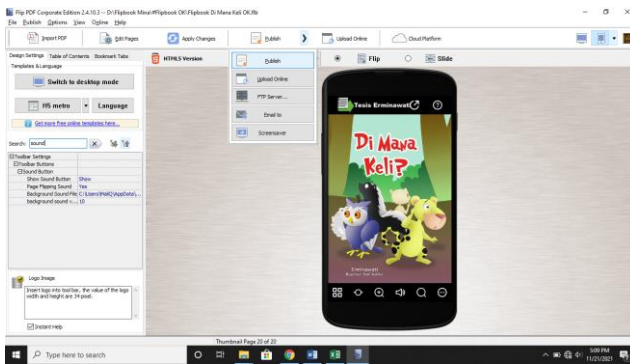 Flip PDF Corporate Edition 2.4.10.3 -- D:\Flipbook Mina\#Flipbook OK\Flipbook Di Mana Keli OK.flb
File Publish Options View Online Help
Import PDF Edit Pages Apply Changes Publish Upload Online Cloud Platform
Design Settings Table of Contents Bookmark Tabs
HTML5 Version
Flip Slide
Templates & Language
Switch to desktop mode
H5 metro Language
Get more free online templates here...
Search: sound
Toolbar Settings
Toolbar Buttons
Sound Button
Show Sound Button Show
Page Flipping Sound Yes
Background Sound File C:\Users\MallQ\AppData\...
background sound v... 10
Publish
Upload Online
FTP Server...
Email to
Screensaver
Tesis Erminawati
Di Mana
Keli?
Erminawati
Logo Image
Insert logo into tool bar, the value of the logo
width and height are 34 pixel.
Instant Help
Thumbnail Page 20 of 20
Type here to search
5:09 PM
11/21/2021